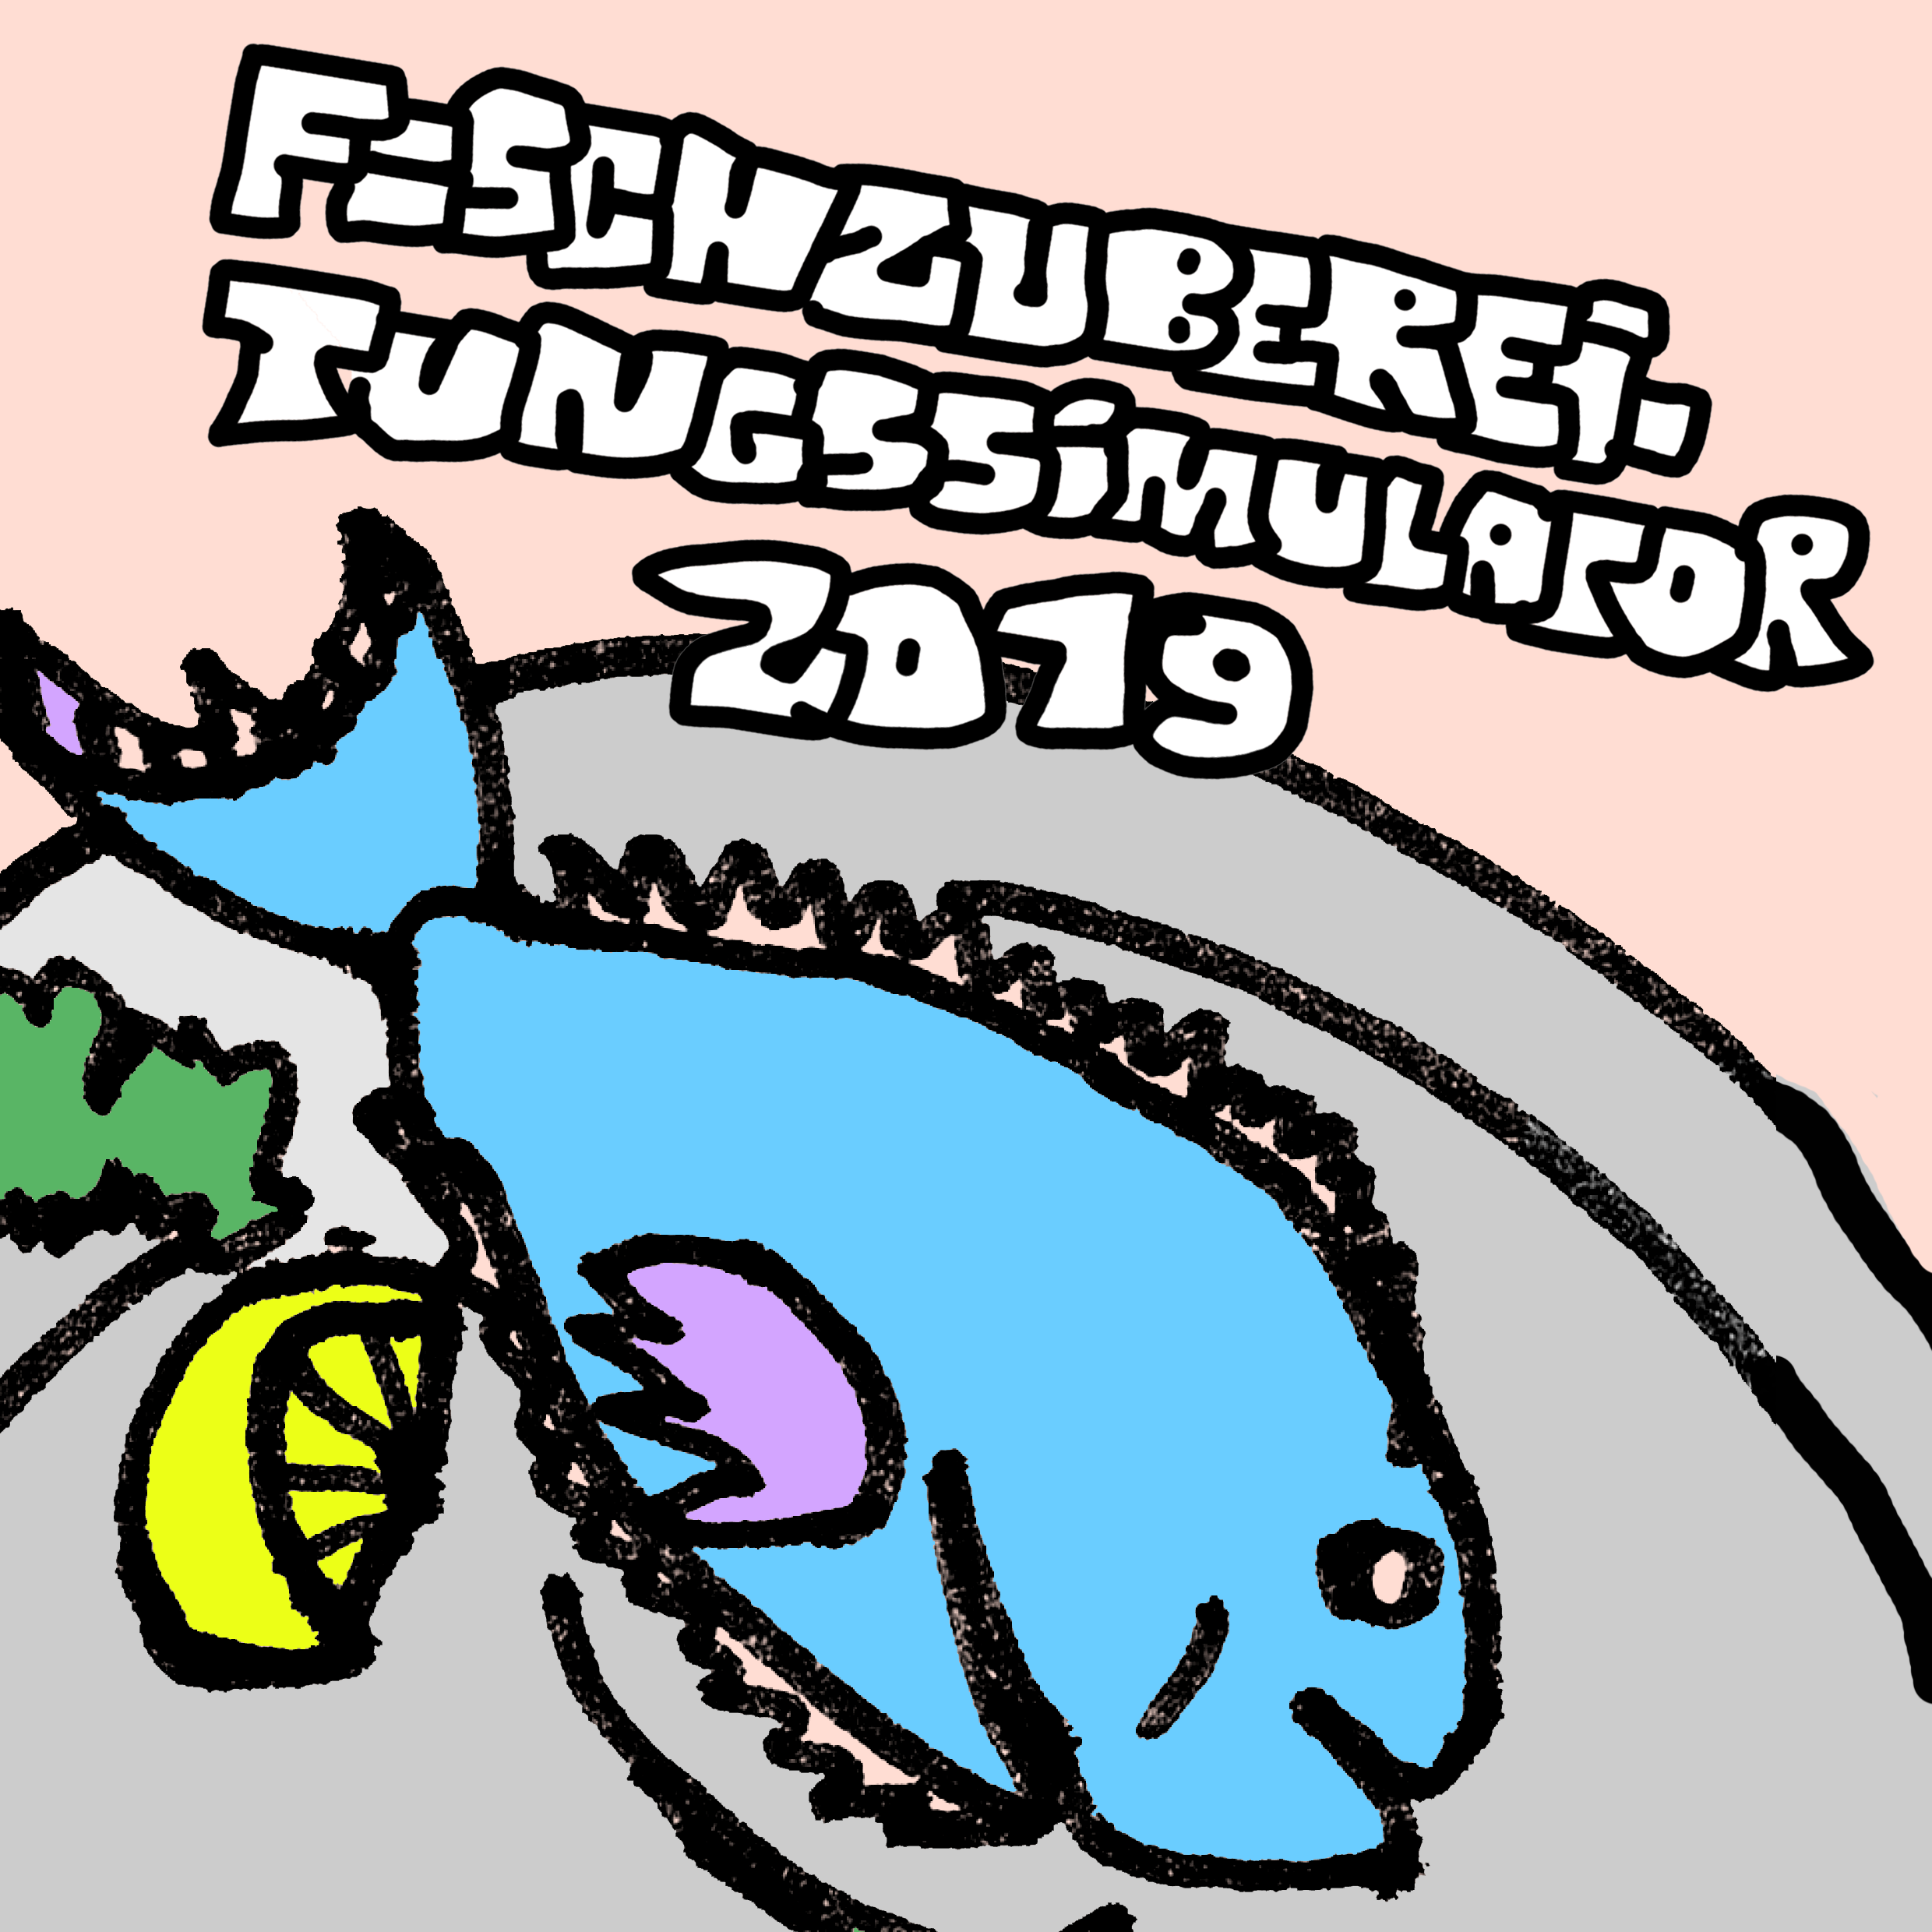 FISCHZUBEREI-
TUNGSSIMULATOR
2019